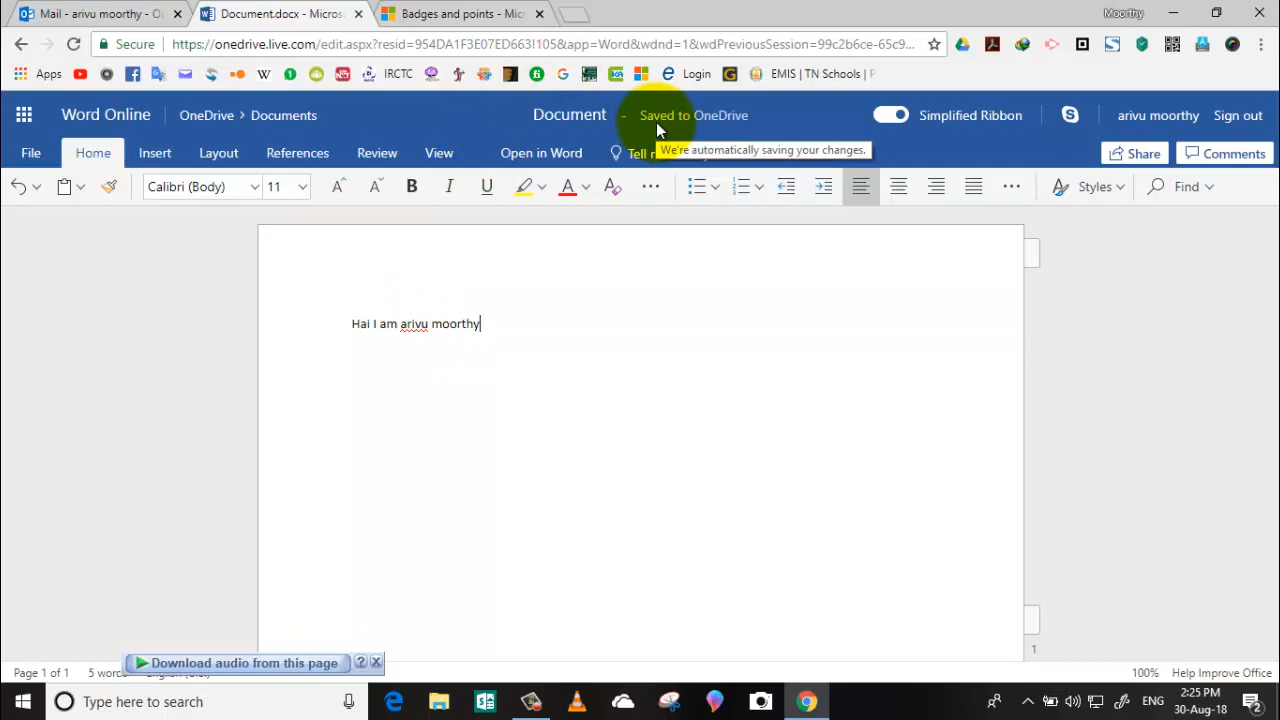 Mail - arivu moorthy - O
Document.docx - Micros
Badges and points - Mic
Moorthy
Secure
https://onedrive.live.com/edit.aspx?resid=954DA1F3E07ED663!105&app=Word&wdnd=1&wdPreviousSession=99c2b6ce-65c9...
Apps
IRCTC
Login
EMIS | TN Schools | P
Word Online
OneDrive > Documents
Document - Saved to OneDrive
Simplified Ribbon
arivu moorthy
Sign out
We're automatically saving your changes.
File Home Insert Layout References Review View Open in Word Tell
Share
Comments
Calibri (Body) 11
A A B I U A
Styles
Find
Hai I am arivu moorthy
1
Download audio from this page
Page 1 of 1
5 words
100%
Help Improve Office
Type here to search
ENG
2:25 PM
30-Aug-18
2